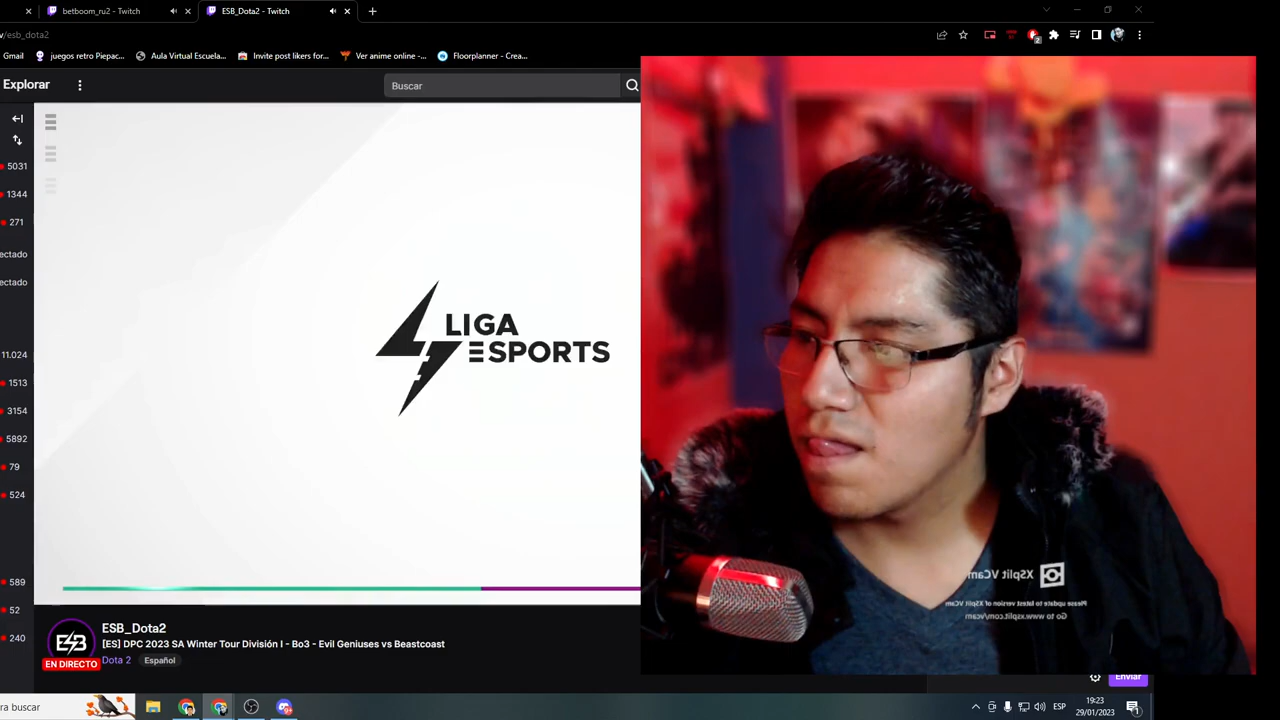 betboom_ru2 - Twitch
ESB_Dota2 - Twitch
/esb_dota2
2
Gmail
juegos retro Piepac...
Aula Virtual Escuela...
Invite post likers for...
Ver anime online -...
Floorplanner - Crea...
Explorar
Buscar
5031
1344
271
ectado
ectado
11.024
1513
3154
5892
79
524
589
52
240
LIGA
ESPORTS
XSplit VCam
Please update to latest version of XSplit VCam
Go to www.xsplit.com/vcam
ESB
EN DIRECTO
ESB_Dota2
[ES] DPC 2023 SA Winter Tour División I - Bo3 - Evil Geniuses vs Beastcoast
Dota 2
Español
Enviar
ra buscar
ESP
19:23
29/01/2023
1